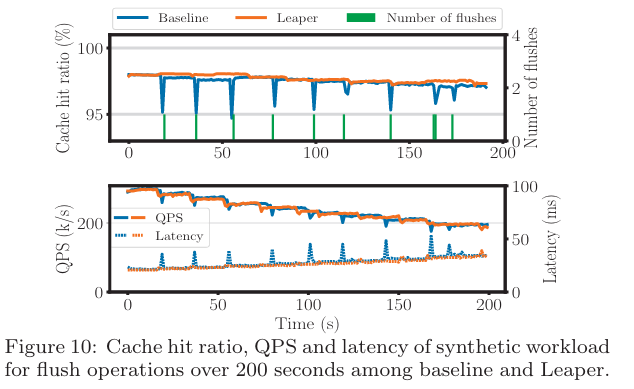 Baseline Leaper Number of flushes
Cache hit ratio (%)
100
95
4
2
0
Number of flushes
0 50 100 150 200
QPS (k/s)
200
0
QPS
Latency
100
50
0
Latency (ms)
0 50 100 150 200
Time (s)
Figure 10: Cache hit ratio, QPS and latency of synthetic workload
for flush operations over 200 seconds among baseline and Leaper.